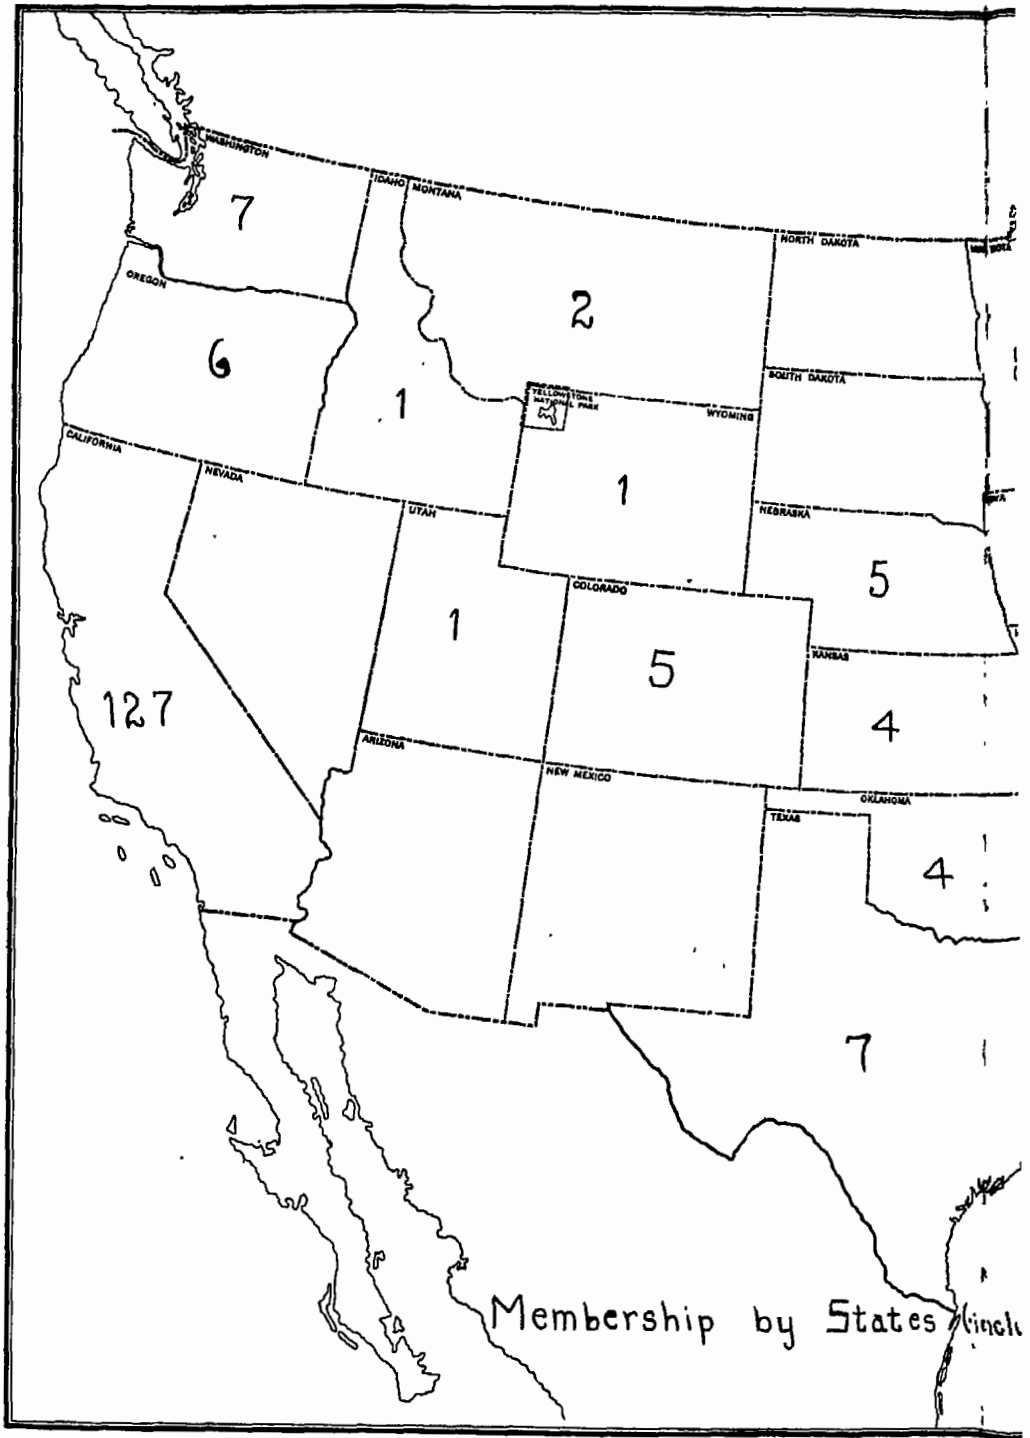 WASHINGTON
7
IDAHO
MONTANA
2
NORTH DAKOTA
OREGON
6
1
SOUTH DAKOTA
YELLOWSTONE
NATIONAL PARK
WYOMING
CALIFORNIA
NEVADA
UTAH
1
NEBRASKA
5
COLORADO
1
5
KANSAS
127
4
ARIZONA
NEW MEXICO
OKLAHOMA
TEXAS
4
7
Membership by States